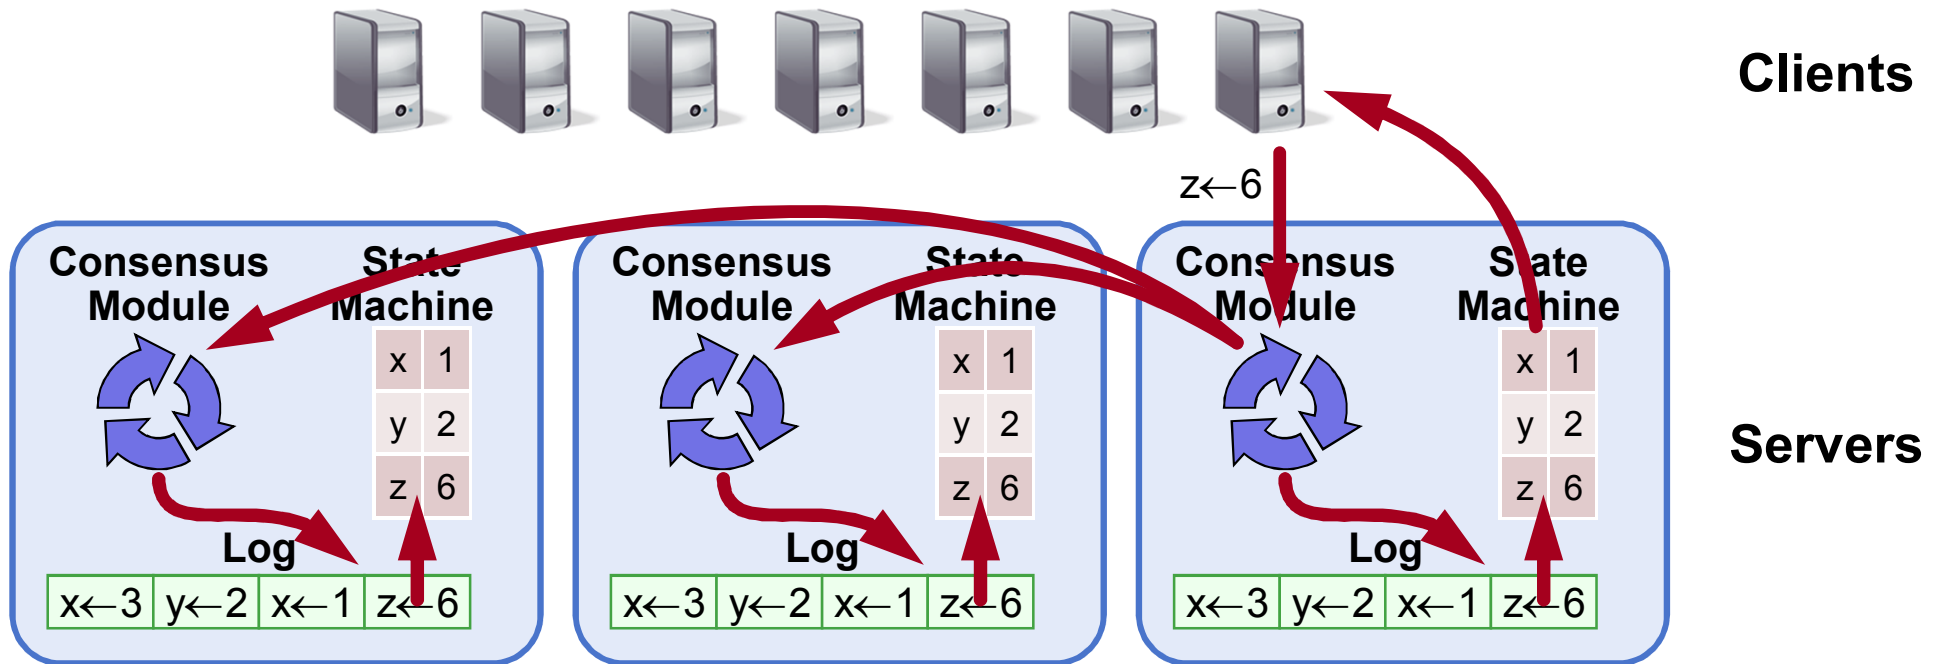 Clients
z←6
Consensus Module
State Machine
x 1
y 2
z 6
Log
x←3 y←2 x←1 z←6
Consensus Module
State Machine
x 1
y 2
z 6
Log
x←3 y←2 x←1 z←6
Consensus Module
State Machine
x 1
y 2
z 6
Log
x←3 y←2 x←1 z←6
Servers